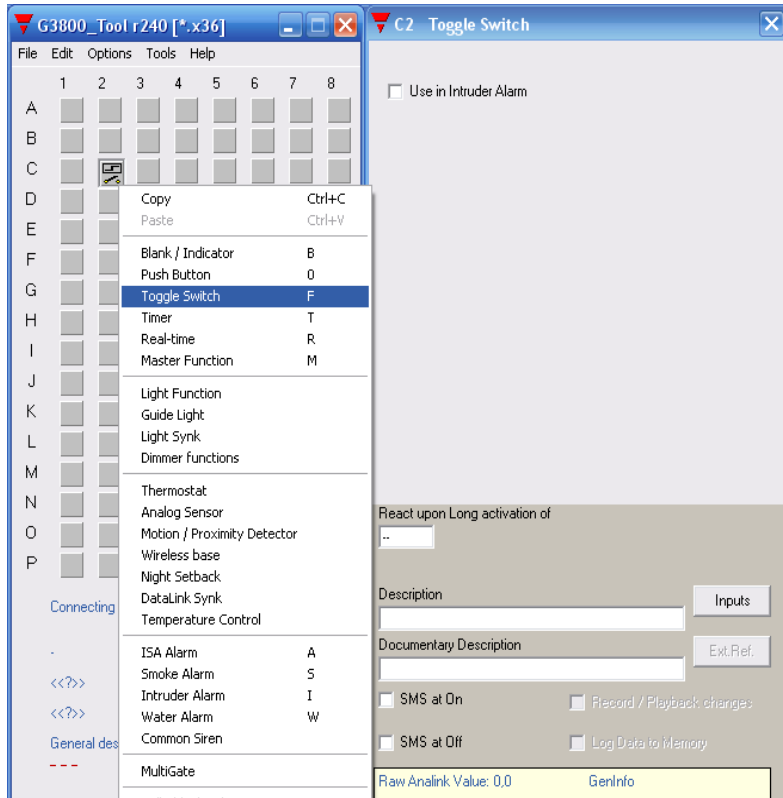 G3800_Tool r240 [*.x36]
File Edit Options Tools Help
1 2 3 4 5 6 7 8
A
B
C
D
E
F
G
H
I
J
K
L
M
N
O
P
Connecting
-
<<?>>
<<?>>
General des
---
Copy Ctrl+C
Paste Ctrl+V
Blank / Indicator B
Push Button O
Toggle Switch F
Timer T
Real-time R
Master Function M
Light Function
Guide Light
Light Synk
Dimmer functions
Thermostat
Analog Sensor
Motion / Proximity Detector
Wireless base
Night Setback
DataLink Synk
Temperature Control
ISA Alarm A
Smoke Alarm S
Intruder Alarm I
Water Alarm W
Common Siren
MultiGate
C2 Toggle Switch
Use in Intruder Alarm
React upon Long activation of
--
Description
Inputs
Documentary Description
Ext.Ref.
SMS at On
Record / Playback changes
SMS at Off
Log Data to Memory
Raw Analink Value: 0,0 GenInfo